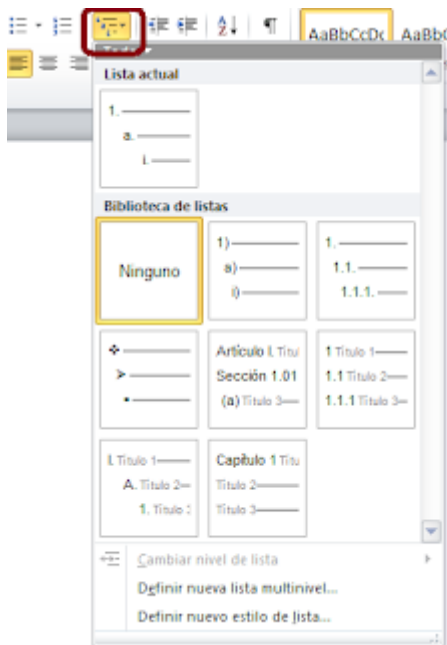 AaBbCcDc AaBbC
Lista actual
1.
a.
i.
Biblioteca de listas
Ninguno
1)
a)
i)
1.
1.1.
1.1.1.
Artículo I. Títu
Sección 1.01
(a) Título 3
1 Título 1
1.1 Título 2
1.1.1 Título 3
I. Título 1
A. Título 2
1. Título :
Capítulo 1 Títu
Título 2
Título 3
Cambiar nivel de lista
Definir nueva lista multinivel...
Definir nuevo estilo de lista...